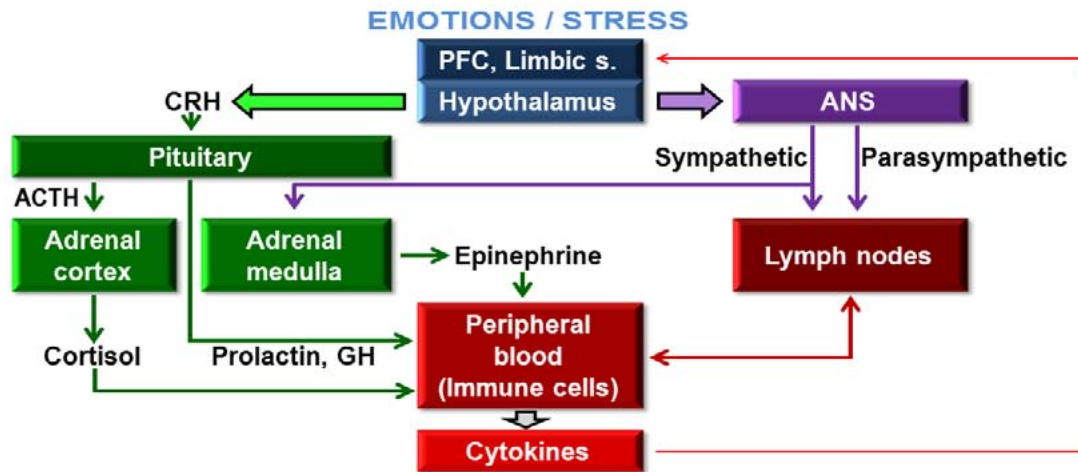 EMOTIONS / STRESS
PFC, Limbic s.
Hypothalamus
CRH
ANS
Pituitary
Sympathetic
Parasympathetic
ACTH
Adrenal
cortex
Adrenal
medulla
Epinephrine
Lymph nodes
Peripheral
blood
(Immune cells)
Cortisol
Prolactin, GH
Cytokines